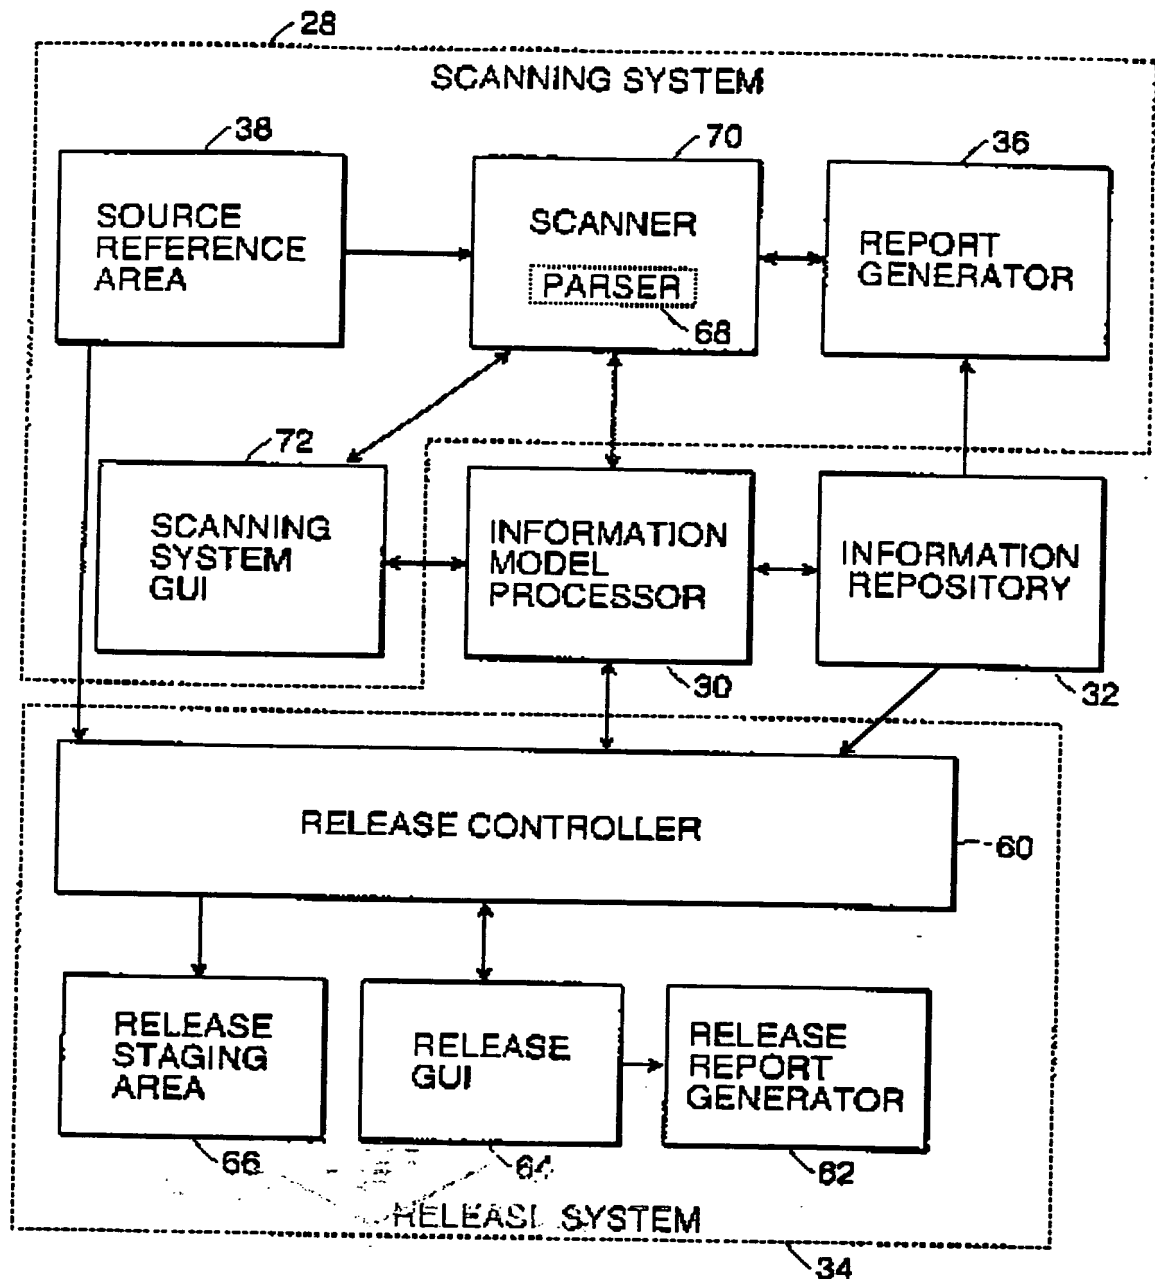 28
SCANNING SYSTEM
38
70
36
SOURCE
REFERENCE
AREA
SCANNER
PARSER
68
REPORT
GENERATOR
72
SCANNING
SYSTEM
GUI
INFORMATION
MODEL
PROCESSOR
30
INFORMATION
REPOSITORY
32
RELEASE CONTROLLER
60
RELEASE
STAGING
AREA
66
RELEASE
GUI
64
RELEASE
REPORT
GENERATOR
62
RELEASE SYSTEM
34